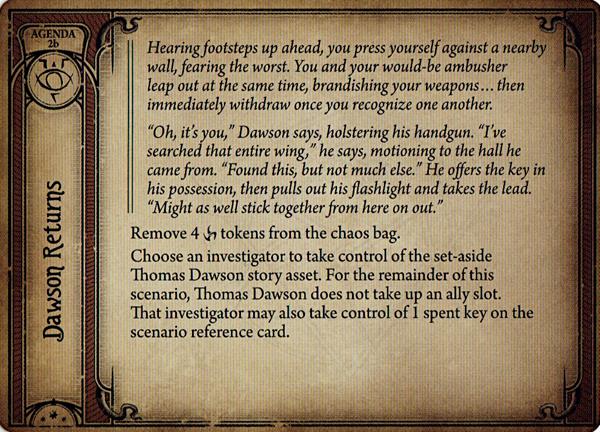 AGENDA
2b
Dawson Returns
Hearing footsteps up ahead, you press yourself against a nearby
wall, fearing the worst. You and your would-be ambusher
leap out at the same time, brandishing your weapons... then
immediately withdraw once you recognize one another.
“Oh, it’s you,” Dawson says, holstering his handgun. “I’ve
searched that entire wing,” he says, motioning to the hall he
came from. “Found this, but not much else.” He offers the key in
his possession, then pulls out his flashlight and takes the lead.
“Might as well stick together from here on out.”
Remove 4 tokens from the chaos bag.
Choose an investigator to take control of the set-aside
Thomas Dawson story asset. For the remainder of this
scenario, Thomas Dawson does not take up an ally slot.
That investigator may also take control of 1 spent key on the
scenario reference card.